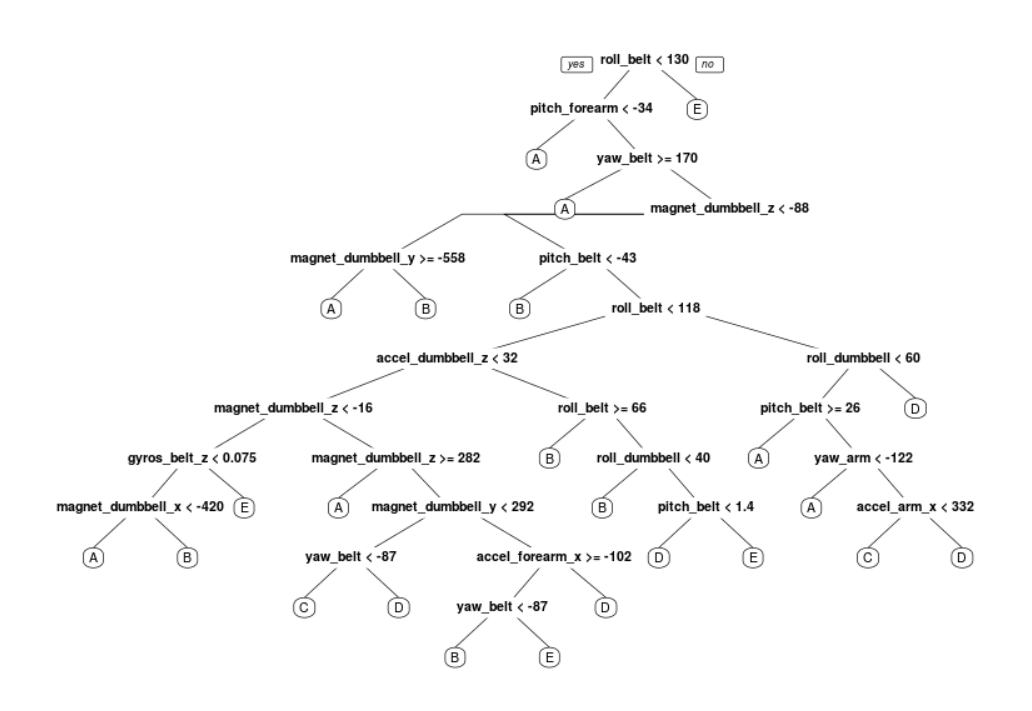 yes roll_belt < 130 no
pitch_forearm < -34 E
A yaw_belt >= 170
A magnet_dumbbell_z < -88
magnet_dumbbell_y >= -558 pitch_belt < -43
A B B roll_belt < 118
accel_dumbbell_z < 32 roll_dumbbell < 60
magnet_dumbbell_z < -16 roll_belt >= 66 pitch_belt >= 26 D
gyros_belt_z < 0.075 magnet_dumbbell_z >= 282 B roll_dumbbell < 40 A yaw_arm < -122
magnet_dumbbell_x < -420 E A magnet_dumbbell_y < 292 B pitch_belt < 1.4 A accel_arm_x < 332
A B yaw_belt < -87 accel_forearm_x >= -102 D E C D
C D yaw_belt < -87 D
B E